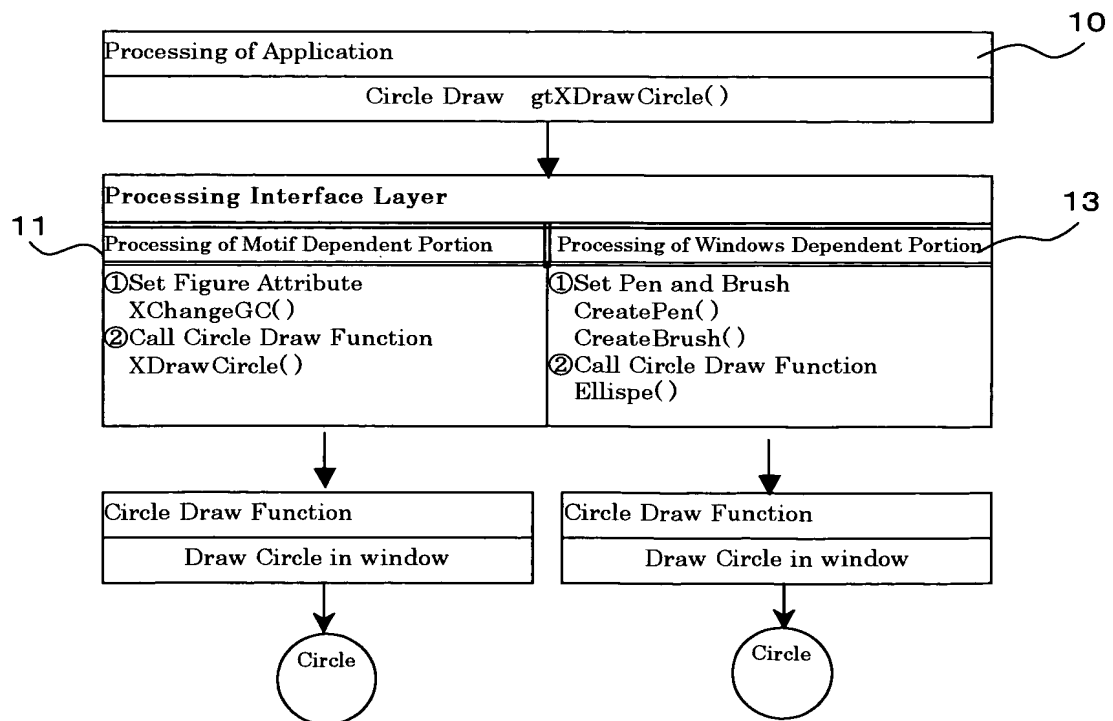 10
Processing of Application
Circle Draw gtXDrawCircle()
Processing Interface Layer
11
13
Processing of Motif Dependent Portion
Processing of Windows Dependent Portion
①Set Figure Attribute
XChangeGC()
②Call Circle Draw Function
XDrawCircle()
①Set Pen and Brush
CreatePen()
CreateBrush()
②Call Circle Draw Function
Ellispe()
Circle Draw Function
Draw Circle in window
Circle Draw Function
Draw Circle in window
Circle
Circle